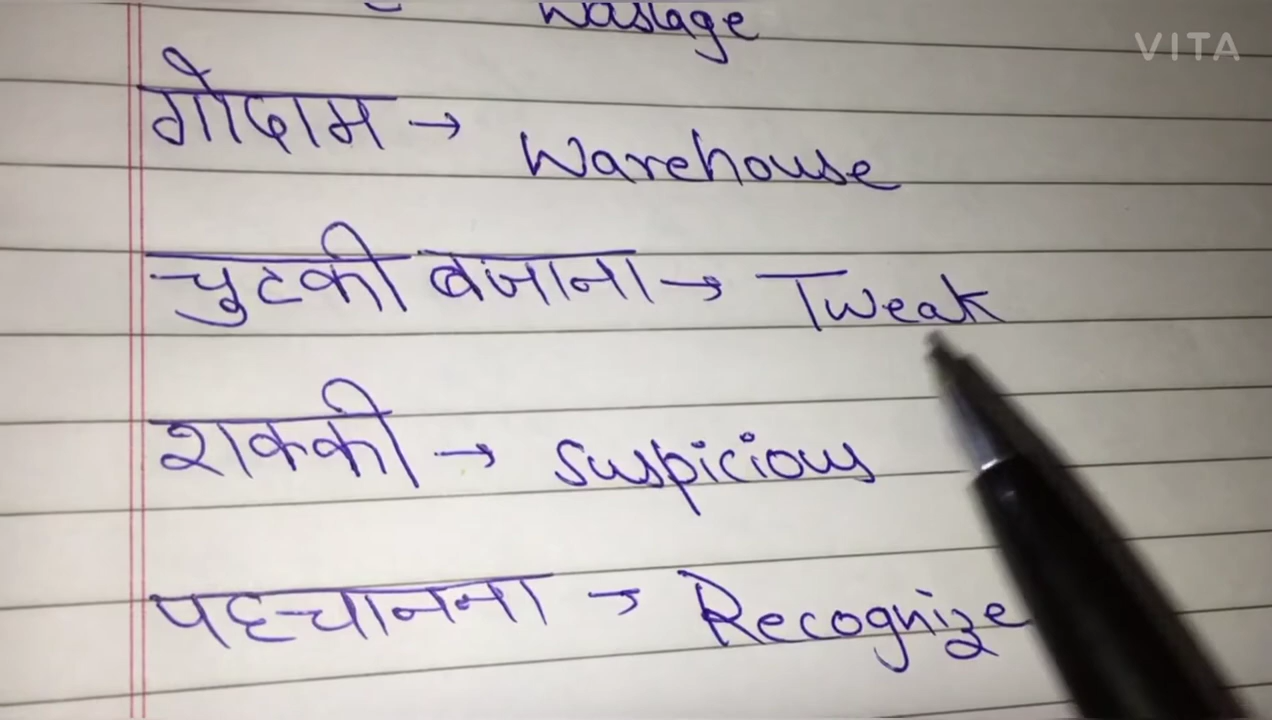 Wastage
VITA
गोदाम → Warehouse
चुटकी बजाना → Tweak
शक्की → Suspicious
पहचानना → Recognize